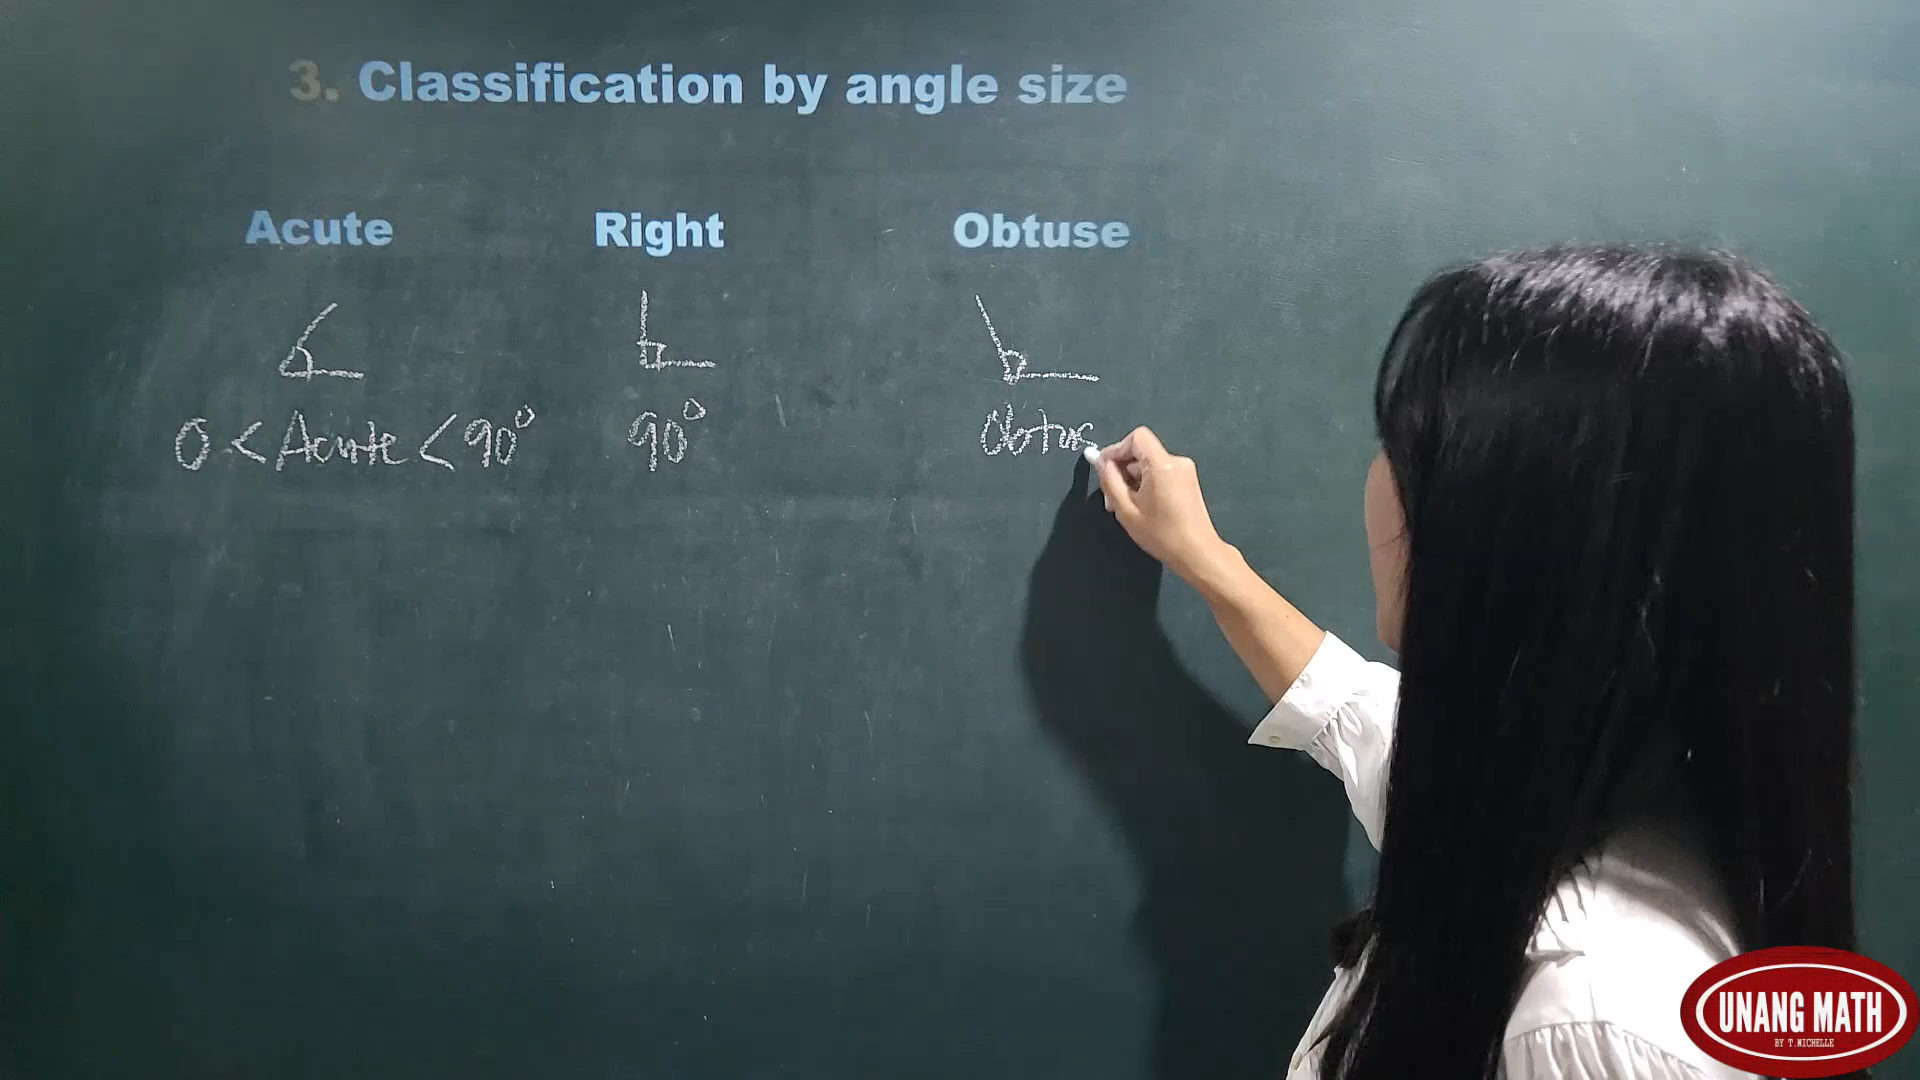 3. Classification by angle size
Acute Right Obtuse
0 < Acute < 90° 90° Obtus
UNANG MATH
BY T.MICHELLE